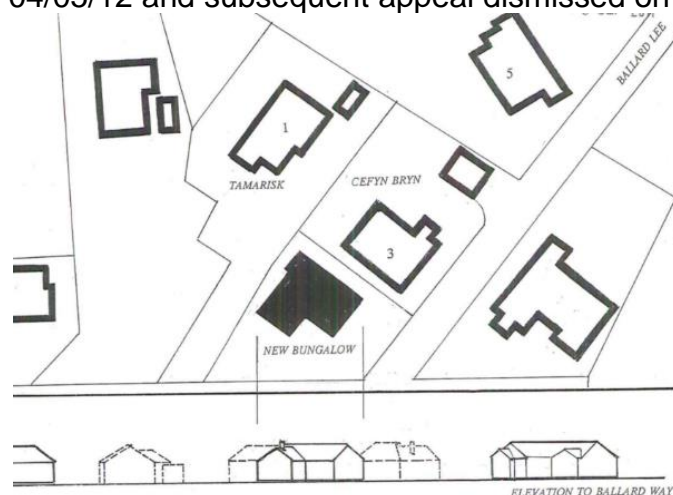 04/05/12 and subsequent appeal dismissed on
5
BALLARD LEE
1
TAMARISK
CEFYN BRYN
3
NEW BUNGALOW
ELEVATION TO BALLARD WAY